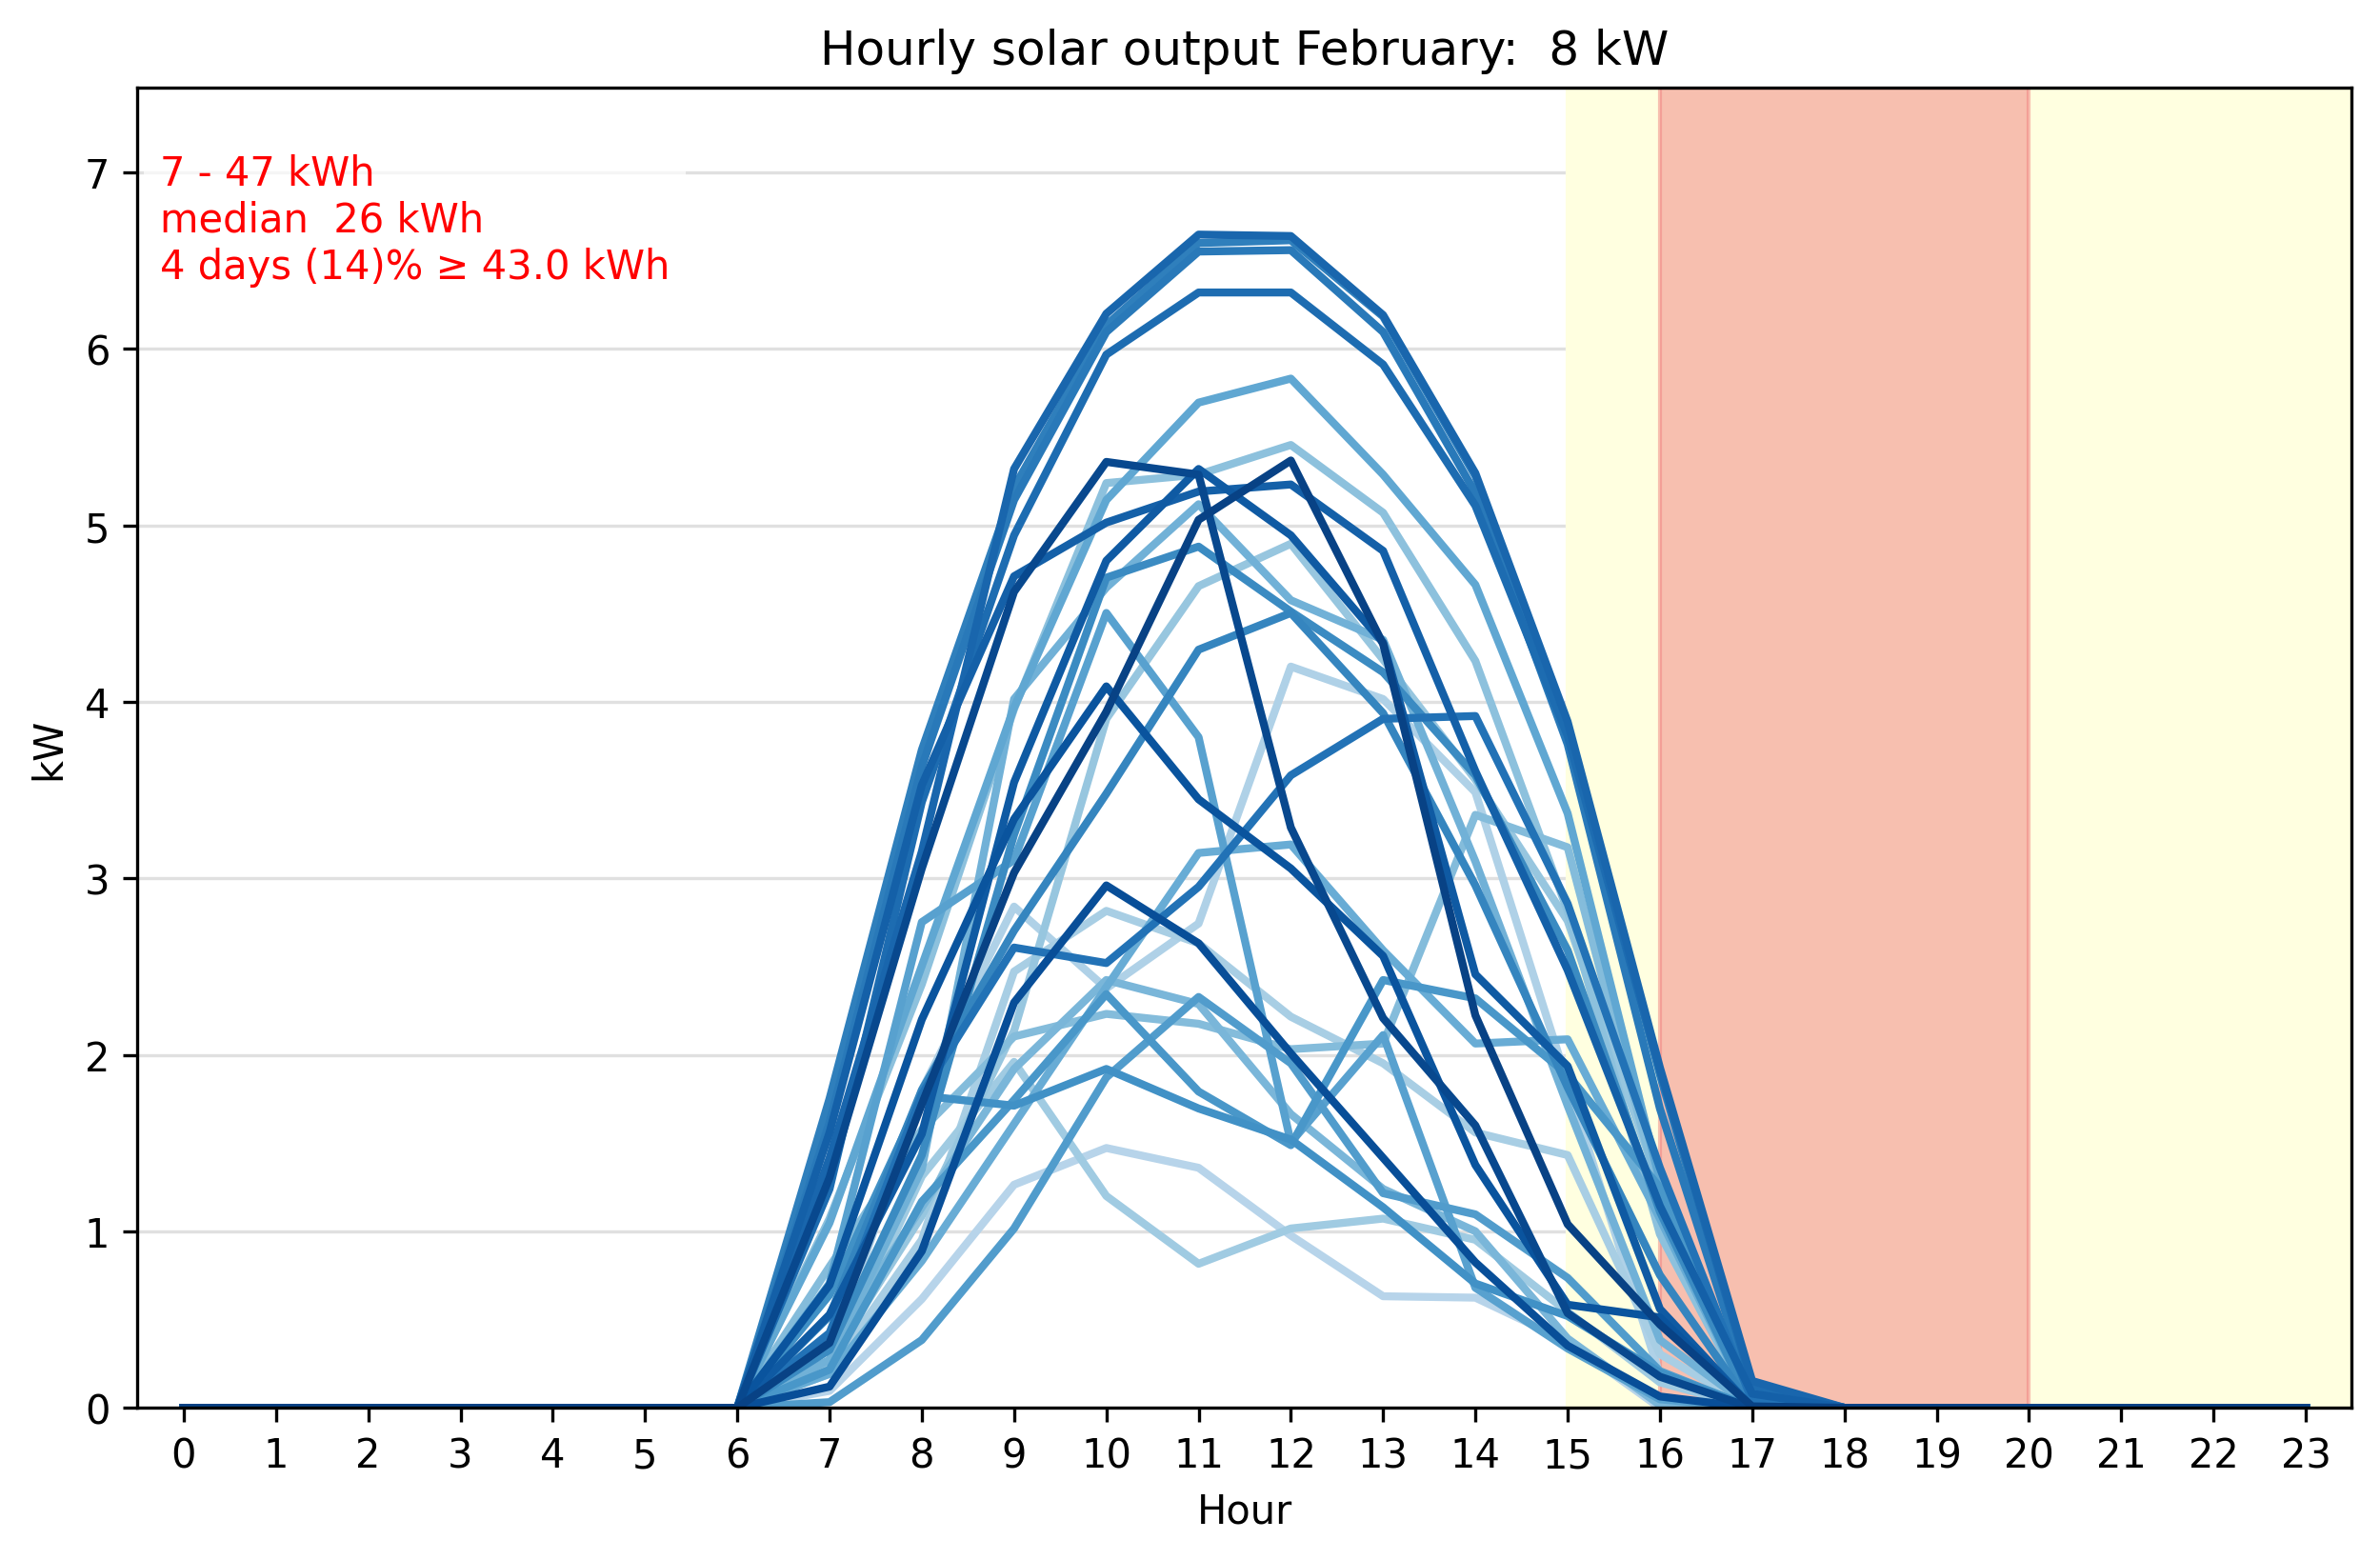 Hourly solar output February:  8 kW
7 - 47 kWh
median  26 kWh
4 days (14)% ≥ 43.0 kWh
kW
7
6
5
4
3
2
1
0
0 1 2 3 4 5 6 7 8 9 10 11 12 13 14 15 16 17 18 19 20 21 22 23
Hour